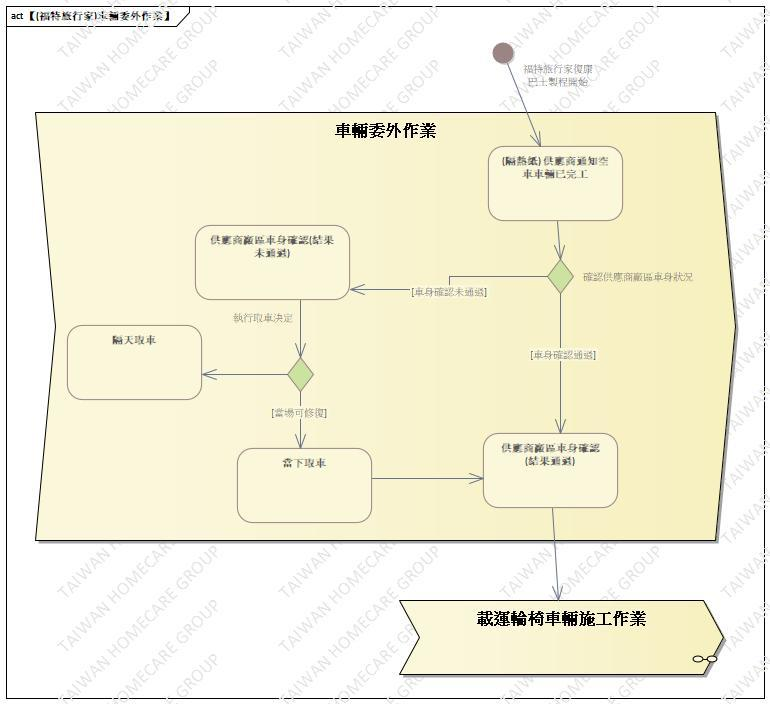 act 【(福特旅行家)車輛委外作業】
福特旅行家復康
巴士製程開始
車輛委外作業
(隔熱紙) 供應商通知空
車車輛已完工
供應商廠區車身確認(結果
未通過)
確認供應商廠區車身狀況
[車身確認未通過]
執行取車決定
隔天取車
[車身確認通過]
[當場可修復]
供應商廠區車身確認
(結果通過)
當下取車
載運輪椅車輛施工作業
TAIWAN HOMECARE GROUP